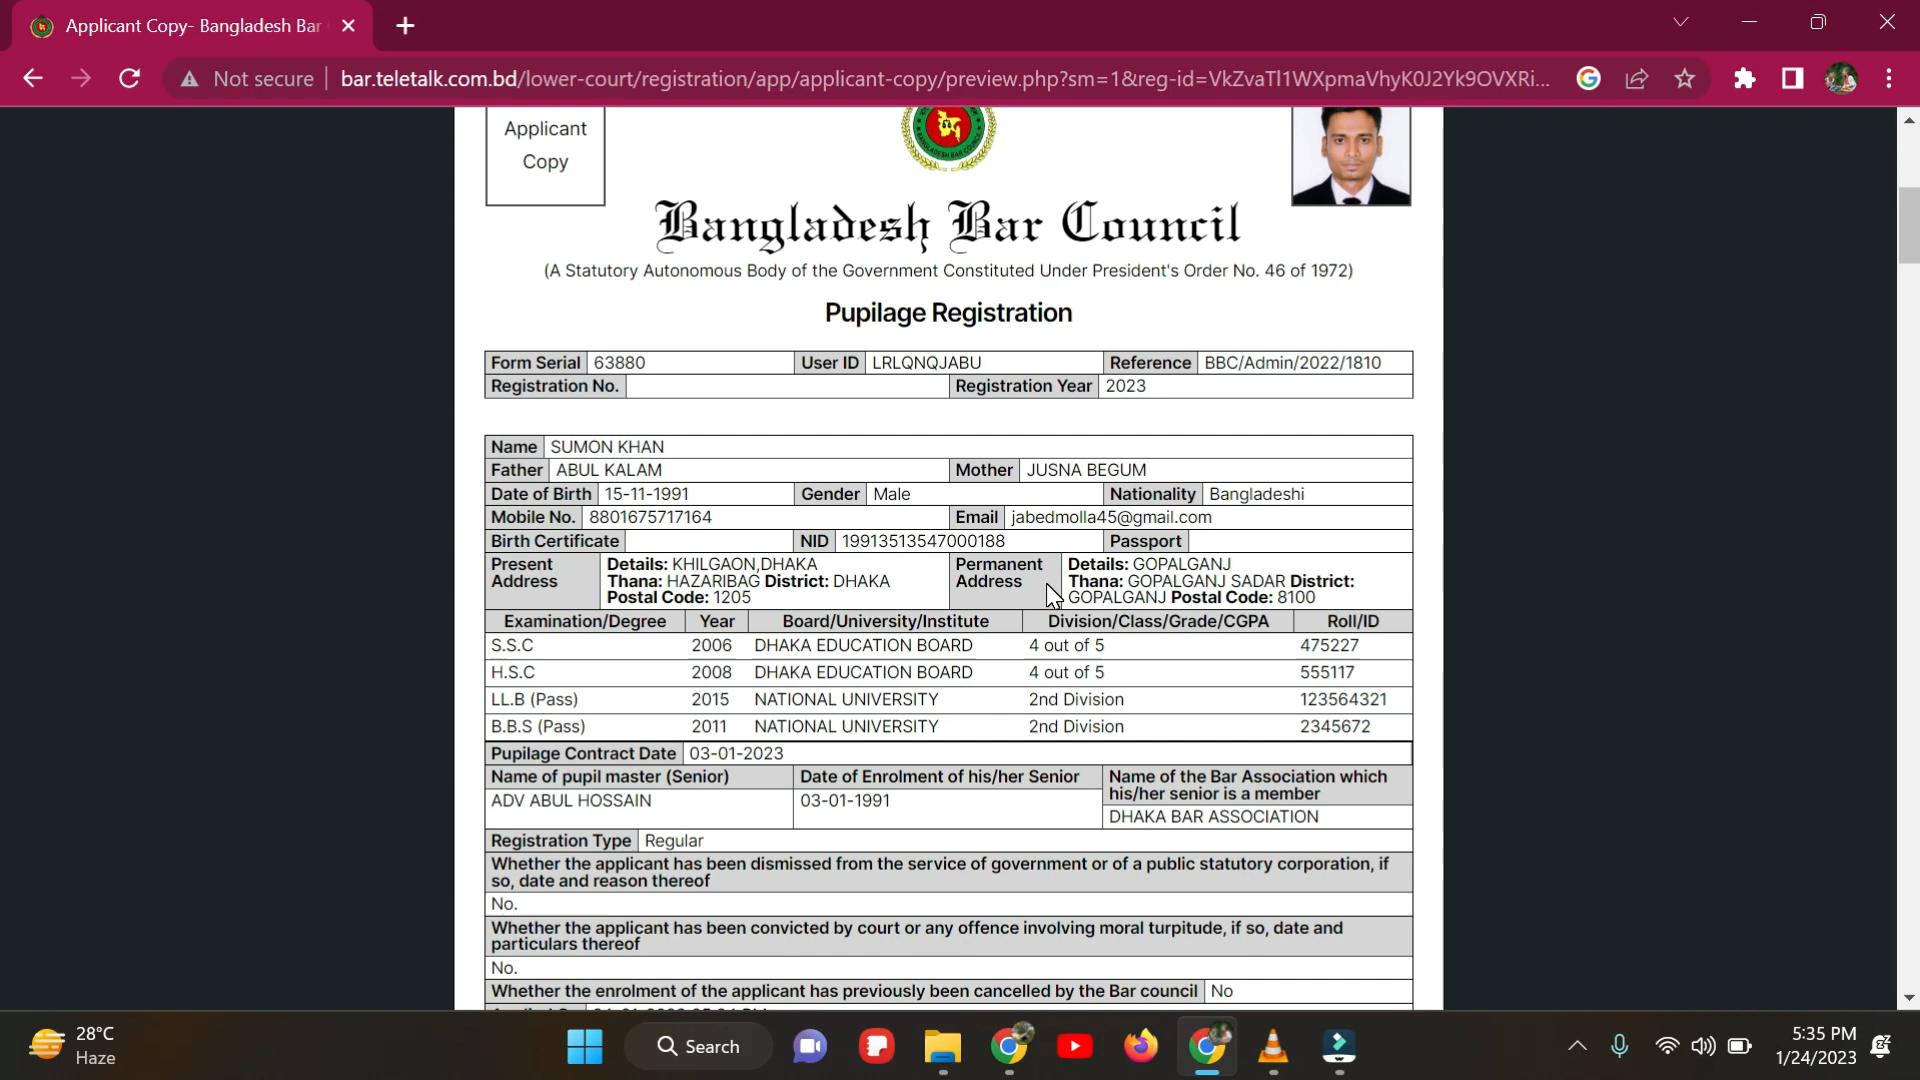 Applicant Copy- Bangladesh Bar
Not secure | bar.teletalk.com.bd/lower-court/registration/app/applicant-copy/preview.php?sm=1&reg-id=VkZvaTl1WXpmaVhyK0J2Yk9OVXRi...
Applicant
Copy
Bangladesh Bar Council
(A Statutory Autonomous Body of the Government Constituted Under President's Order No. 46 of 1972)
Pupilage Registration
Form Serial 63880 User ID LRLQNQJABU Reference BBC/Admin/2022/1810
Registration No. Registration Year 2023
Name SUMON KHAN
Father ABUL KALAM Mother JUSNA BEGUM
Date of Birth 15-11-1991 Gender Male Nationality Bangladeshi
Mobile No. 8801675717164 Email jabedmolla45@gmail.com
Birth Certificate NID 19913513547000188 Passport
Present Address Details: KHILGAON,DHAKA
Thana: HAZARIBAG District: DHAKA
Postal Code: 1205
Permanent Address Details: GOPALGANJ
Thana: GOPALGANJ SADAR District:
GOPALGANJ Postal Code: 8100
Examination/Degree Year Board/University/Institute Division/Class/Grade/CGPA Roll/ID
S.S.C 2006 DHAKA EDUCATION BOARD 4 out of 5 475227
H.S.C 2008 DHAKA EDUCATION BOARD 4 out of 5 555117
LL.B (Pass) 2015 NATIONAL UNIVERSITY 2nd Division 123564321
B.B.S (Pass) 2011 NATIONAL UNIVERSITY 2nd Division 2345672
Pupilage Contract Date 03-01-2023
Name of pupil master (Senior) Date of Enrolment of his/her Senior Name of the Bar Association which
his/her senior is a member
ADV ABUL HOSSAIN 03-01-1991 DHAKA BAR ASSOCIATION
Registration Type Regular
Whether the applicant has been dismissed from the service of government or of a public statutory corporation, if
so, date and reason thereof
No.
Whether the applicant has been convicted by court or any offence involving moral turpitude, if so, date and
particulars thereof
No.
Whether the enrolment of the applicant has previously been cancelled by the Bar council No
28°C
Haze
Search
5:35 PM
1/24/2023